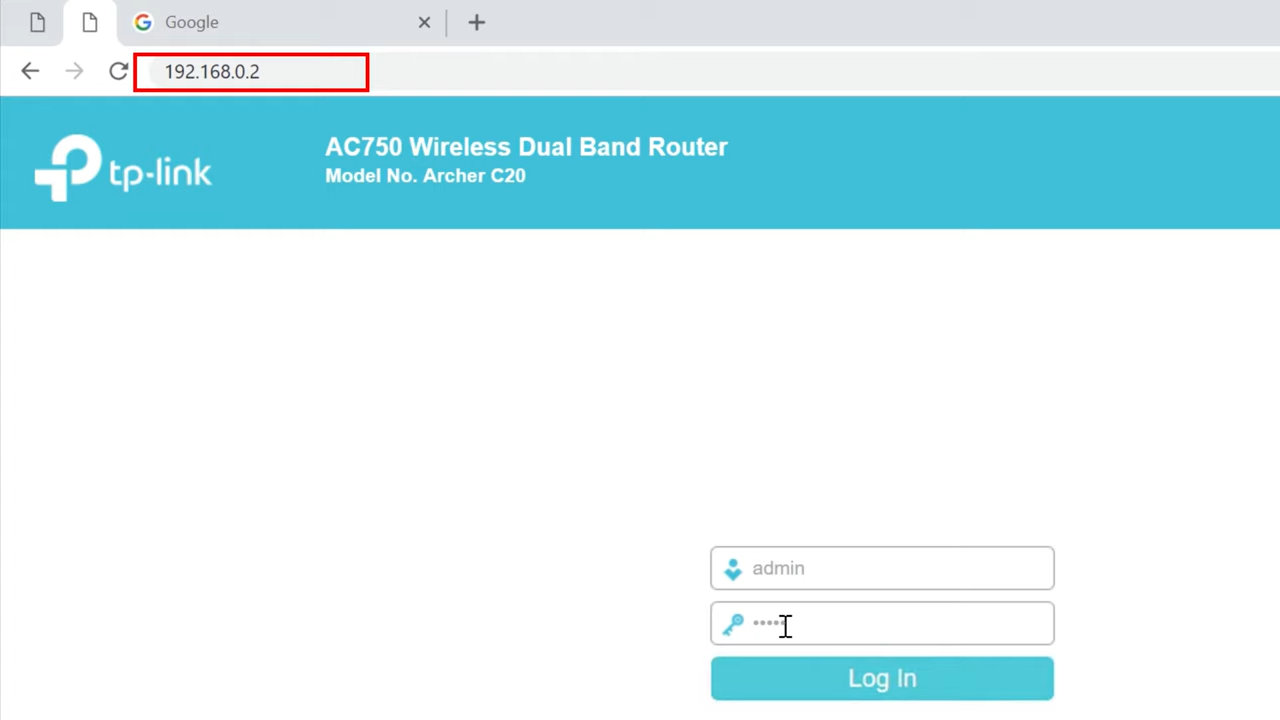 Google
192.168.0.2
tp-link
AC750 Wireless Dual Band Router
Model No. Archer C20
admin
•••••
Log In